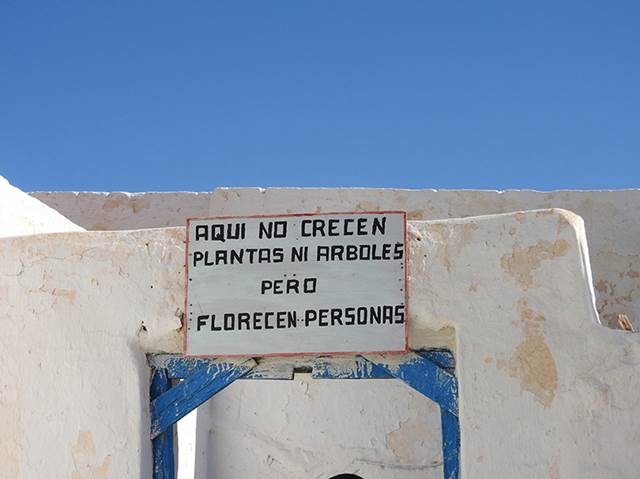 AQUI NO CRECEN
PLANTAS NI ARBOLES
PERO
FLORECEN PERSONAS